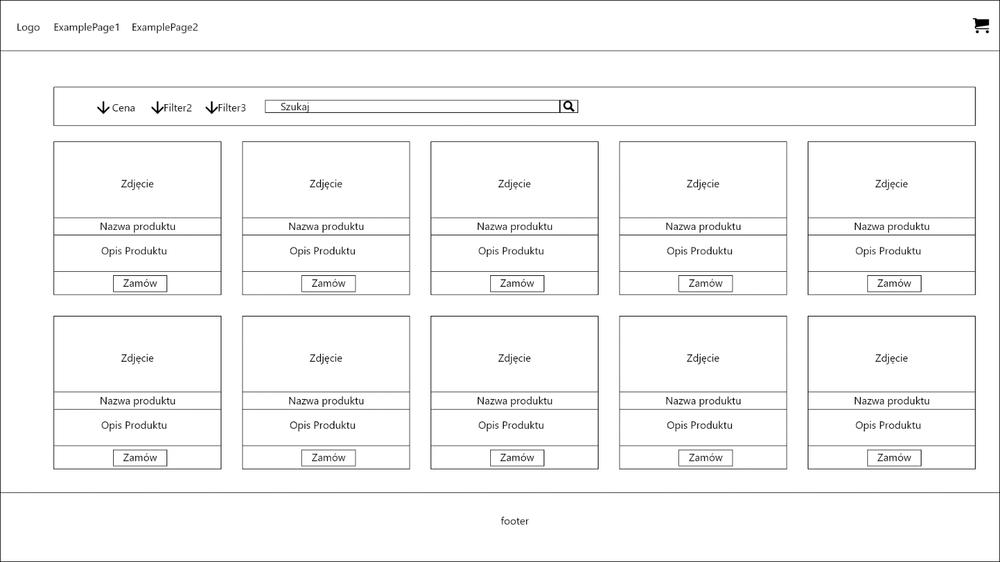 Logo ExamplePage1 ExamplePage2
Cena Filter2 Filter3 Szukaj
Zdjęcie Zdjęcie Zdjęcie Zdjęcie Zdjęcie
Nazwa produktu Nazwa produktu Nazwa produktu Nazwa produktu Nazwa produktu
Opis Produktu Opis Produktu Opis Produktu Opis Produktu Opis Produktu
Zamów Zamów Zamów Zamów Zamów
Zdjęcie Zdjęcie Zdjęcie Zdjęcie Zdjęcie
Nazwa produktu Nazwa produktu Nazwa produktu Nazwa produktu Nazwa produktu
Opis Produktu Opis Produktu Opis Produktu Opis Produktu Opis Produktu
Zamów Zamów Zamów Zamów Zamów
footer